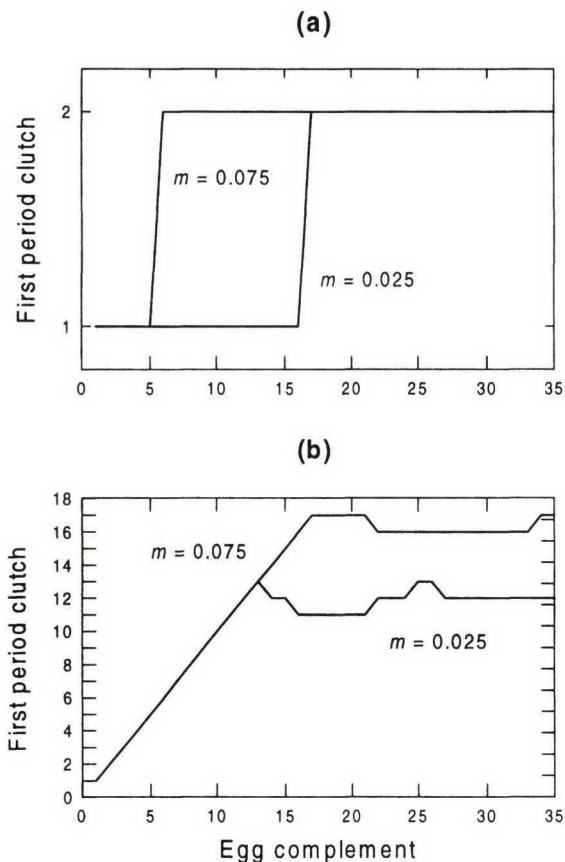 (a)
First period clutch
2
1
m = 0.075
m = 0.025
0 5 10 15 20 25 30 35
(b)
First period clutch
18
16
14
12
10
8
6
4
2
0
m = 0.075
m = 0.025
0 5 10 15 20 25 30 35
Egg complement